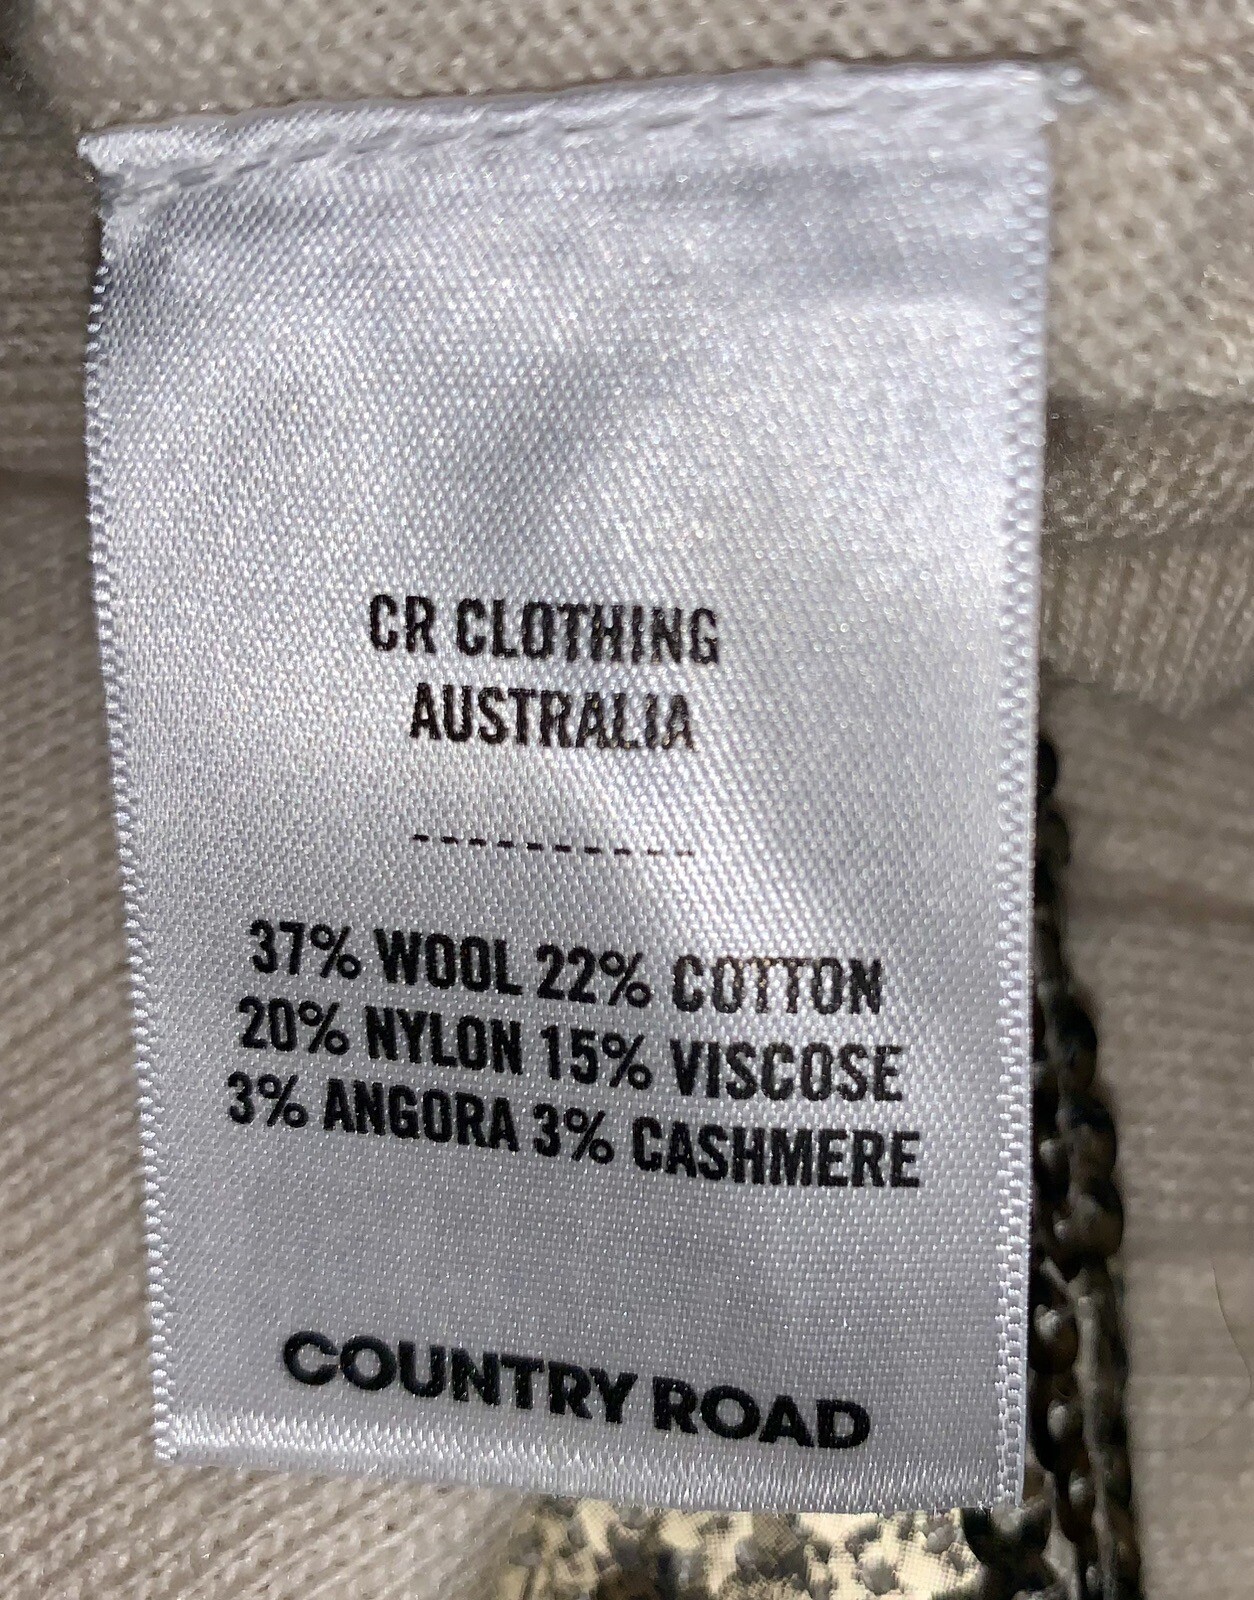 CR CLOTHING
AUSTRALIA
-----------
37% WOOL 22% COTTON
20% NYLON 15% VISCOSE
3% ANGORA 3% CASHMERE
COUNTRY ROAD